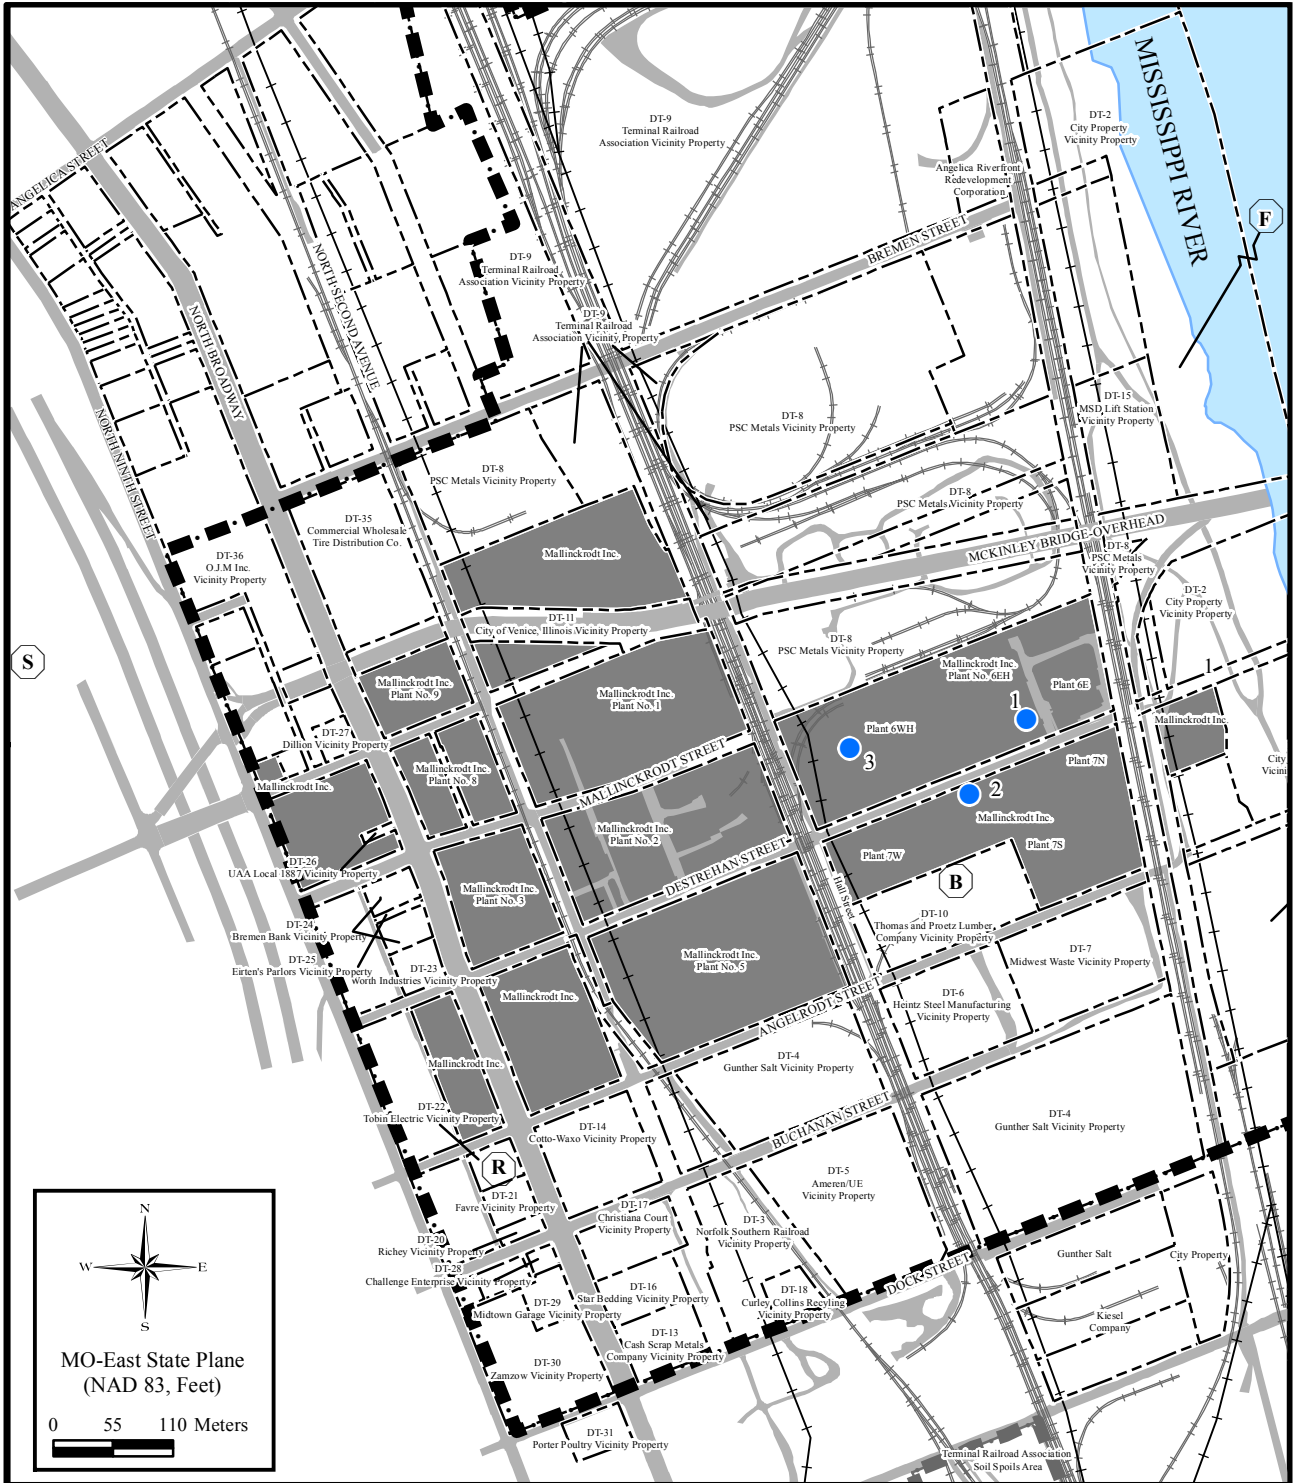 MISSISSIPPI RIVER
DT-9
Terminal Railroad
Association Vicinity Property
DT-2
City Property
Vicinity Property
ANGELICA STREET
Angelica Riverfront
Redevelopment
Corporation
F
BREMEN STREET
NORTH SECOND AVENUE
DT-9
Terminal Railroad
Association Vicinity Property
DT-9
Terminal Railroad
Association Vicinity Property
NORTH BROADWAY
NORTH NINTH STREET
DT-15
MSD Lift Station
Vicinity Property
DT-8
PSC Metals Vicinity Property
DT-8
PSC Metals Vicinity Property
DT-8
PSC Metals Vicinity Property
DT-35
Commercial Wholesale
Tire Distribution Co.
MCKINLEY BRIDGE OVERHEAD
DT-36
O.J.M Inc.
Vicinity Property
Mallinckrodt Inc.
DT-8
PSC Metals
Vicinity Property
DT-2
City Property
Vicinity Property
DT-11
City of Venice, Illinois Vicinity Property
DT-8
PSC Metals Vicinity Property
S
Mallinckrodt Inc.
Plant No. 9
Mallinckrodt Inc.
Plant No. 1
Mallinckrodt Inc.
Plant No. 6EH
Plant 6E
1
1
Mallinckrodt Inc.
Plant 6WH
3
DT-27
Dillion Vicinity Property
MALLINCKRODT STREET
Plant 7N
City
Vicini
Mallinckrodt Inc.
Mallinckrodt Inc.
Plant No. 8
2
Mallinckrodt Inc.
Mallinckrodt Inc.
Plant No. 2
Plant 7S
Plant 7W
DESTREHAN STREET
DT-26
UAA Local 1887 Vicinity Property
B
Hall Street
Mallinckrodt Inc.
Plant No. 3
DT-24
Bremen Bank Vicinity Property
DT-10
Thomas and Proetz Lumber
Company Vicinity Property
DT-7
Midwest Waste Vicinity Property
Mallinckrodt Inc.
Plant No. 5
DT-25
Eirten's Parlors Vicinity Property
DT-23
Worth Industries Vicinity Property
Mallinckrodt Inc.
DT-6
Heintz Steel Manufacturing
Vicinity Property
ANGELRODT STREET
DT-4
Gunther Salt Vicinity Property
Mallinckrodt Inc.
DT-22
Tobin Electric Vicinity Property
BUCHANAN STREET
DT-4
Gunther Salt Vicinity Property
DT-14
Cotto-Waxo Vicinity Property
R
DT-5
Ameren/UE
Vicinity Property
DT-21
Favre Vicinity Property
DT-17
Christiana Court
Vicinity Property
DT-3
Norfolk Southern Railroad
Vicinity Property
DT-20
Richey Vicinity Property
DT-28
Challenge Enterprise Vicinity Property
DOCK STREET
Gunther Salt
City Property
DT-16
Star Bedding Vicinity Property
DT-18
Curley Collins Recyling
Vicinity Property
DT-29
Midtown Garage Vicinity Property
Kiesel
Company
DT-13
Cash Scrap Metals
Company Vicinity Property
DT-30
Zamzow Vicinity Property
DT-31
Porter Poultry Vicinity Property
Terminal Railroad Association
Soil Spoils Area
N
W
E
S
MO-East State Plane
(NAD 83, Feet)
0 55 110 Meters